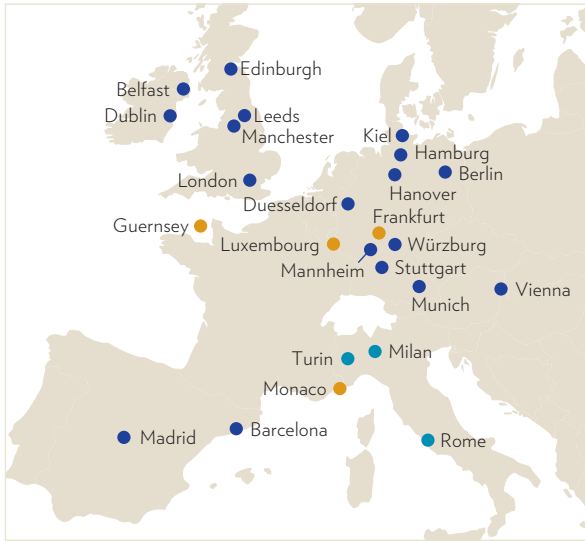 Edinburgh
Belfast
Dublin
Leeds
Manchester
Kiel
Hamburg
Berlin
London
Hanover
Duesseldorf
Guernsey
Frankfurt
Luxembourg
Würzburg
Mannheim
Stuttgart
Munich
Vienna
Turin
Milan
Monaco
Madrid
Barcelona
Rome